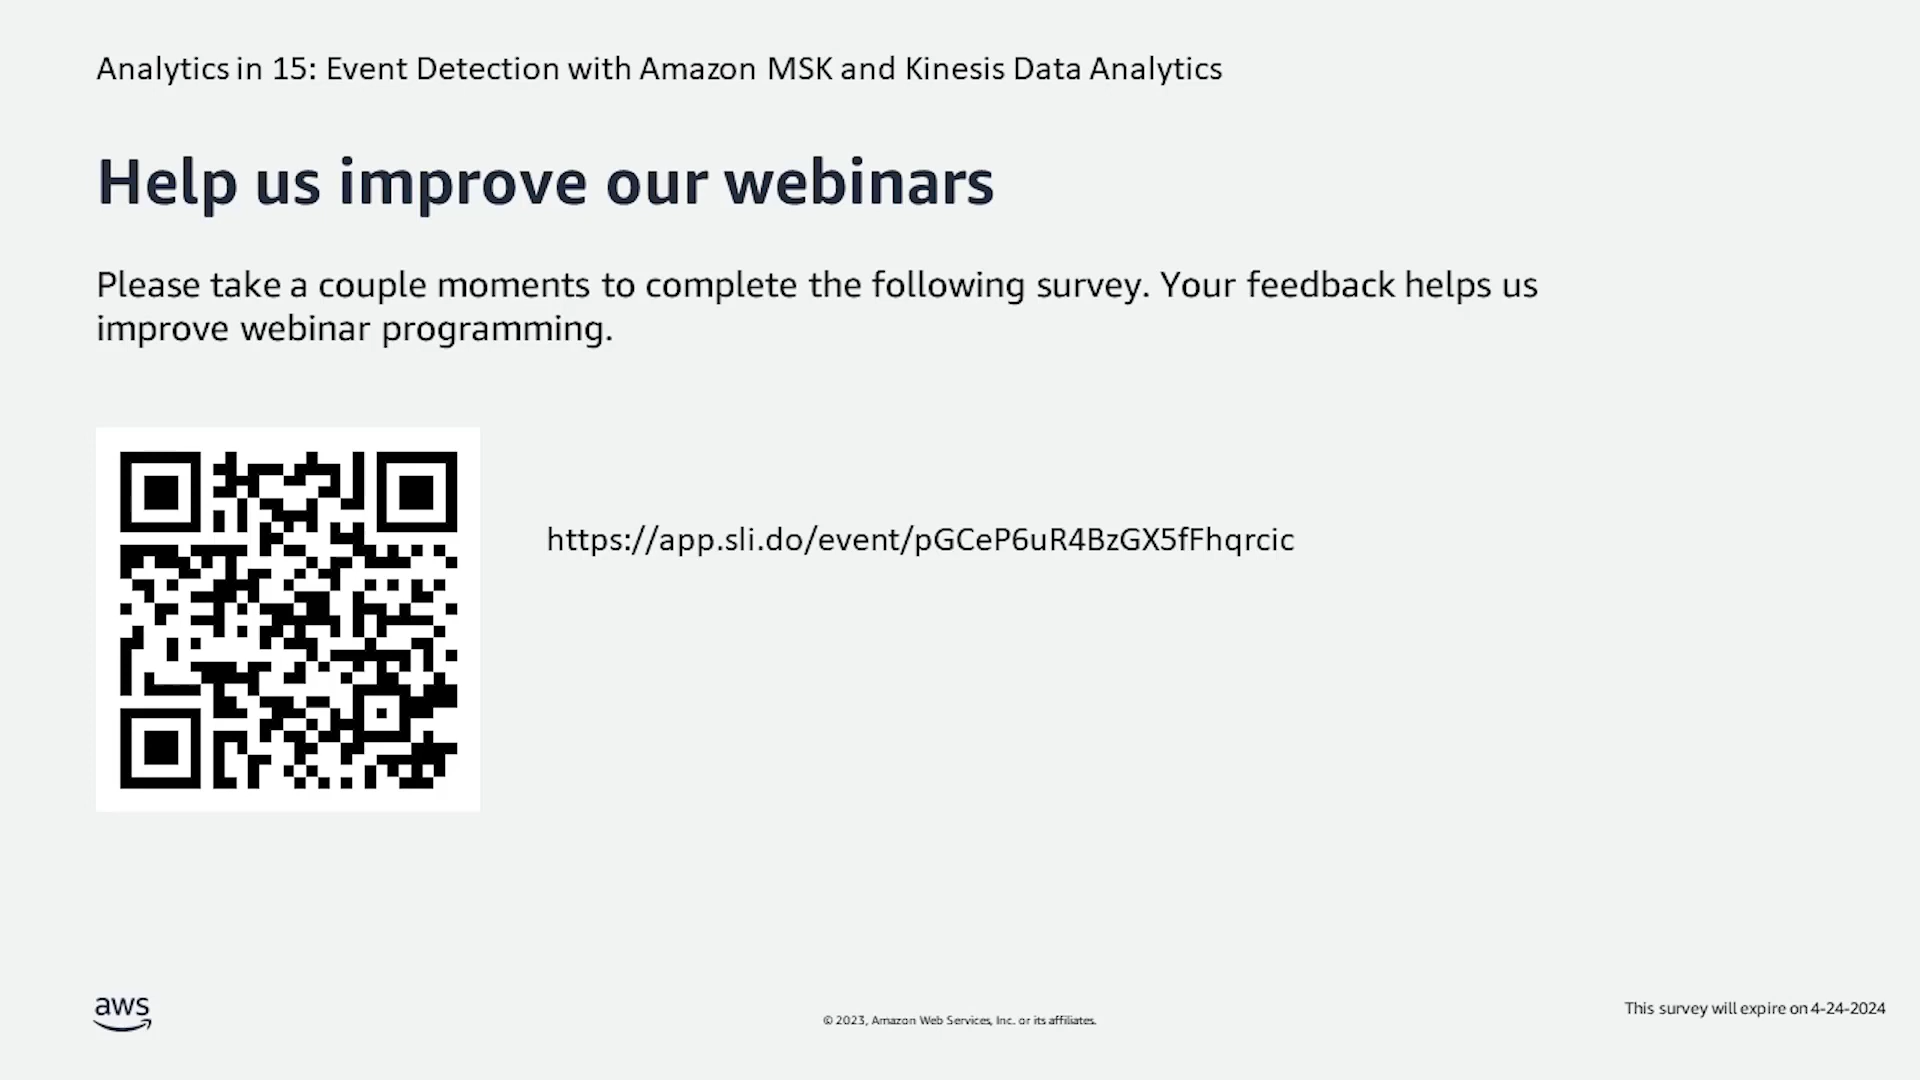 Analytics in 15: Event Detection with Amazon MSK and Kinesis Data Analytics
Help us improve our webinars
Please take a couple moments to complete the following survey. Your feedback helps us
improve webinar programming.
https://app.sli.do/event/pGCeP6uR4BzGX5fFhqrcic
aws
© 2023, Amazon Web Services, Inc. or its affiliates.
This survey will expire on 4-24-2024